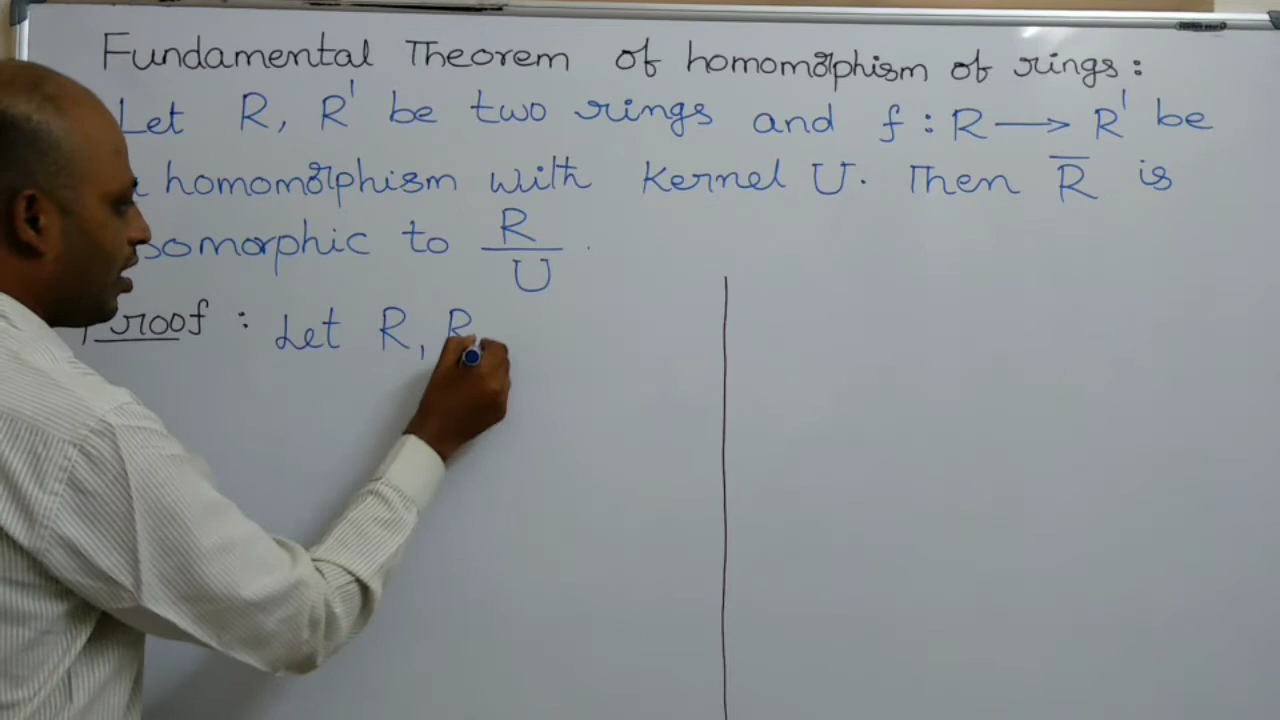 Fundamental Theorem of homomorphism of rings:
Let R, R' be two rings and f : R → R' be
homomorphism with Kernel U. Then R̅ is
somorphic to R/U.
roof : Let R, R